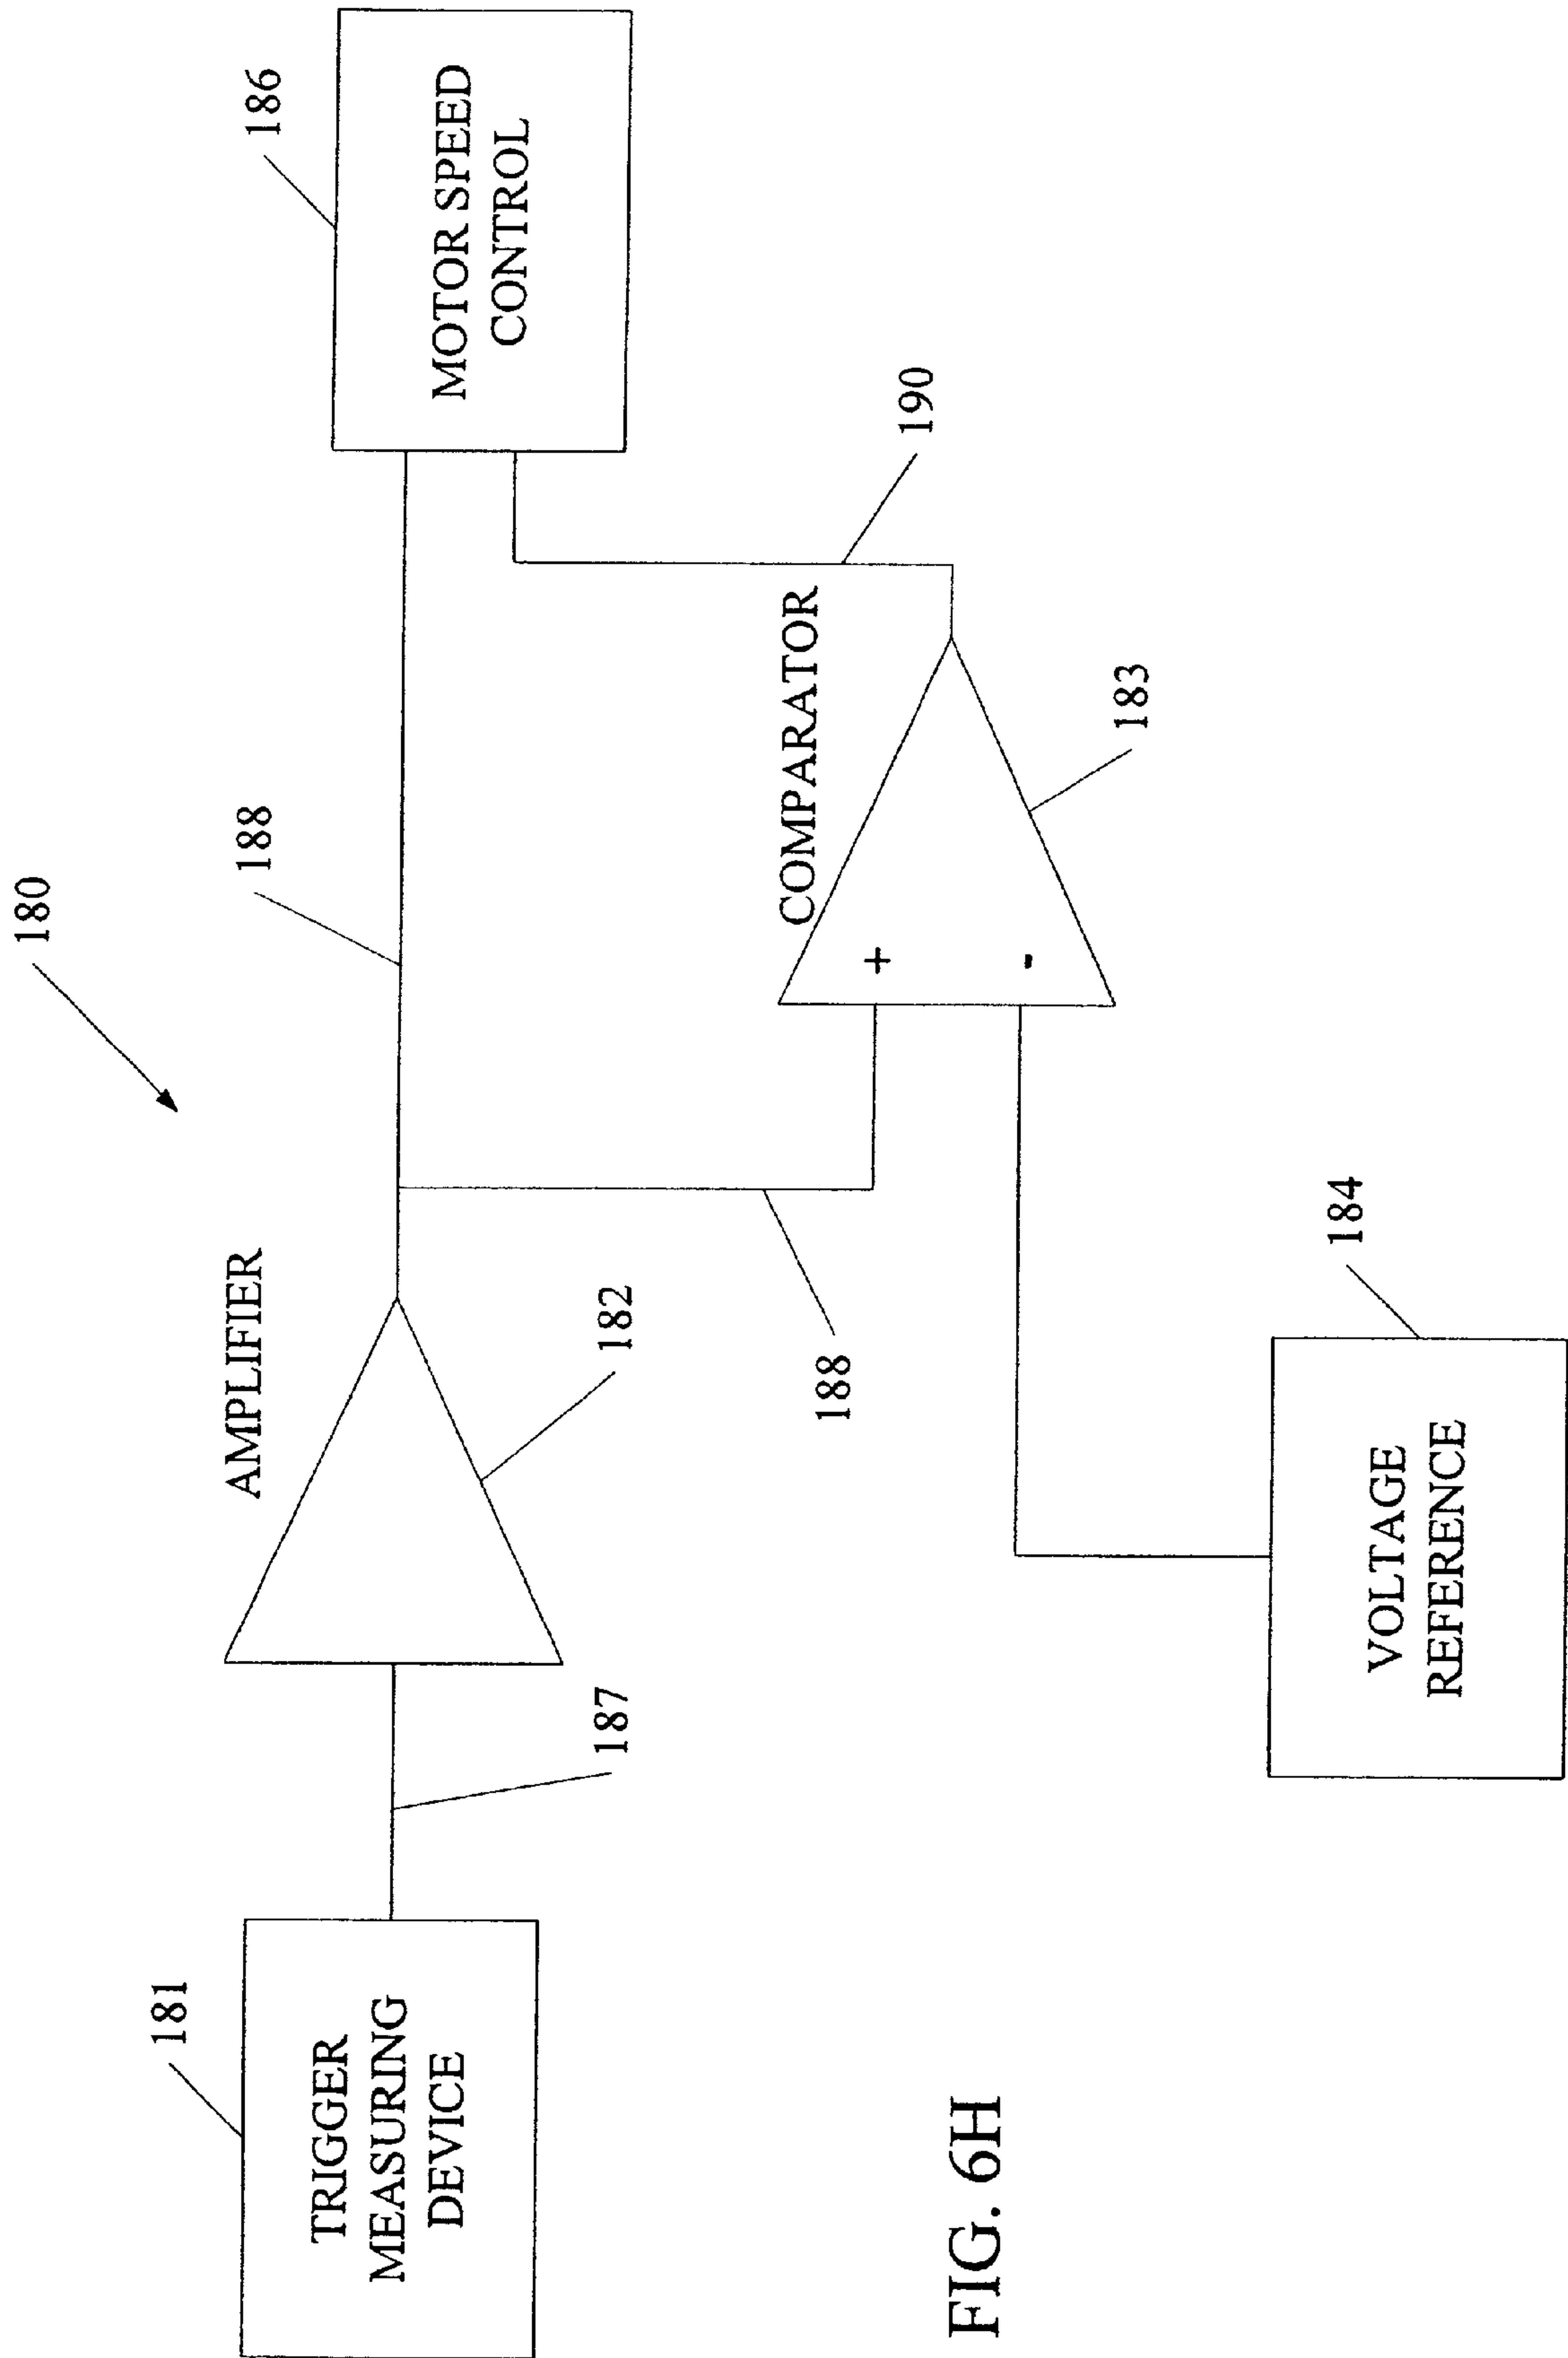 180
181
TRIGGER
MEASURING
DEVICE
187
AMPLIFIER
182
188
188
186
MOTOR SPEED
CONTROL
COMPARATOR
+
-
183
190
184
VOLTAGE
REFERENCE
FIG. 6H